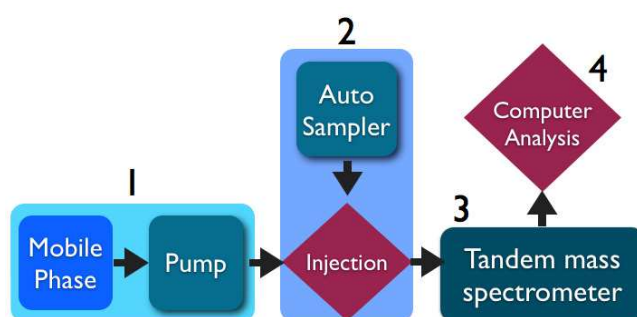 1
Mobile
Phase
Pump
2
Auto
Sampler
Injection
3
Tandem mass
spectrometer
4
Computer
Analysis